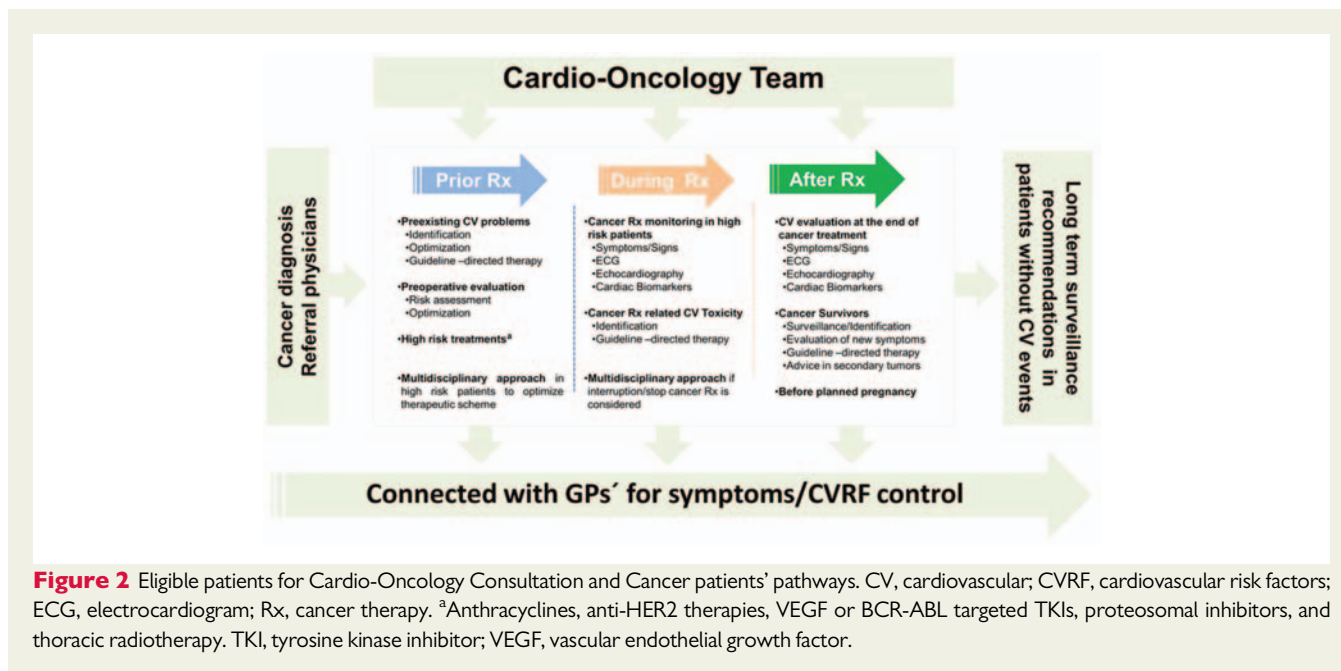 Cardio-Oncology Team
Cancer diagnosis
Referral physicians
Prior Rx
•Preexisting CV problems
•Identification
•Optimization
•Guideline –directed therapy
•Preoperative evaluation
•Risk assessment
•Optimization
•High risk treatmentsᵃ
•Multidisciplinary approach in
high risk patients to optimize
therapeutic scheme
During Rx
•Cancer Rx monitoring in high
risk patients
•Symptoms/Signs
•ECG
•Echocardiography
•Cardiac Biomarkers
•Cancer Rx related CV Toxicity
•Identification
•Guideline –directed therapy
•Multidisciplinary approach if
interruption/stop cancer Rx is
considered
After Rx
•CV evaluation at the end of
cancer treatment
•Symptoms/Signs
•ECG
•Echocardiography
•Cardiac Biomarkers
•Cancer Survivors
•Surveillance/Identification
•Evaluation of new symptoms
•Guideline –directed therapy
•Advice in secondary tumors
•Before planned pregnancy
Long term surveillance
recommendations in
patients without CV events
Connected with GPs´ for symptoms/CVRF control
Figure 2 Eligible patients for Cardio-Oncology Consultation and Cancer patients' pathways. CV, cardiovascular; CVRF, cardiovascular risk factors;
ECG, electrocardiogram; Rx, cancer therapy. ᵃAnthracyclines, anti-HER2 therapies, VEGF or BCR-ABL targeted TKIs, proteosomal inhibitors, and
thoracic radiotherapy. TKI, tyrosine kinase inhibitor; VEGF, vascular endothelial growth factor.